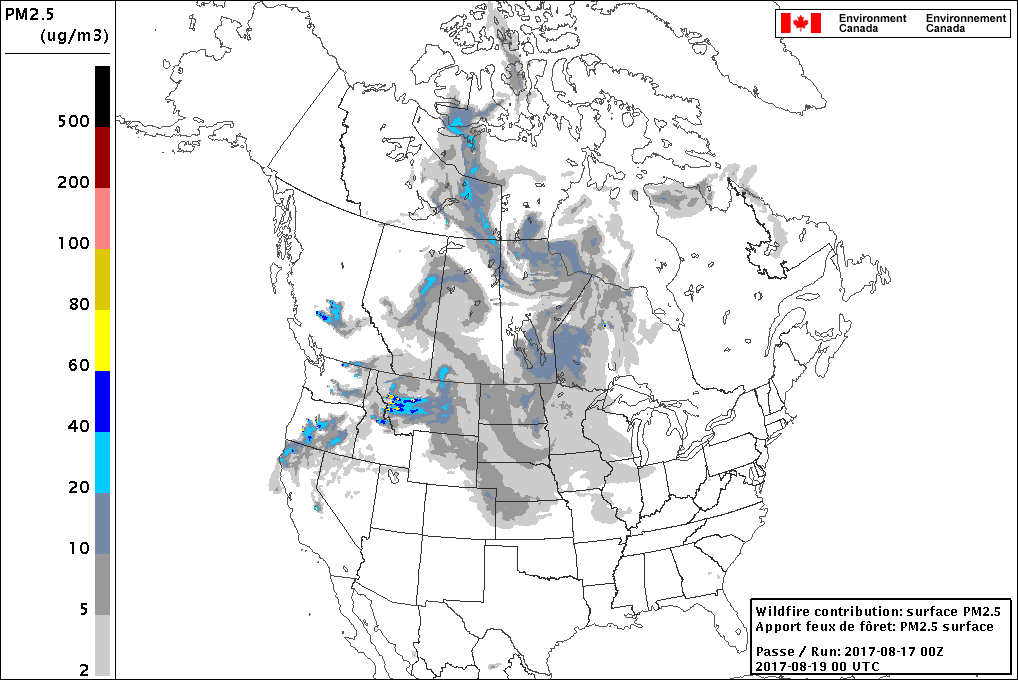 PM2.5
(ug/m3)
500
200
100
80
60
40
20
10
5
2
Environment Canada
Environnement Canada
Wildfire contribution: surface PM2.5
Apport feux de fôret: PM2.5 surface
Passe / Run: 2017-08-17 00Z
2017-08-19 00 UTC